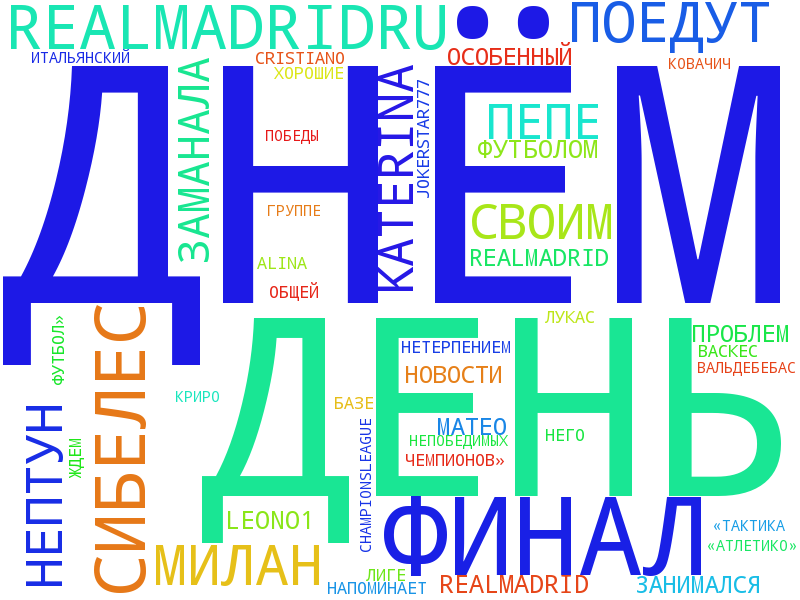 REALMADRIDRU
ПОЕДУТ
ИТАЛЬЯНСКИЙ
CRISTIANO
ОСОБЕННЫЙ
КОВАЧИЧ
ХОРОШИЕ
ДНЁМ
ЗАМАНАЛА
KATERINA
JOKERSTAR777
ПЕПЕ
ПОБЕДЫ
ФУТБОЛОМ
ГРУППЕ
СВОИМ
ALINA
REALMADRID
ОБЩЕЙ
СИБЕЛЕС
ФУТБОЛ»
ДЕНЬ
ЛУКАС
ПРОБЛЕМ
НЕТЕРПЕНИЕМ
ВАСКЕС
НОВОСТИ
ВАЛЬДЕБЕБАС
КРИРО
БАЗЕ
НЕПТУН
ЖДЕМ
МАТЕО
НЕГО
НЕПОБЕДИМЫХ
CHAMPIONSLEAGUE
ЧЕМПИОНОВ»
LEONO1
ФИНАЛ
«ТАКТИКА
«АТЛЕТИКО»
МИЛАН
ЛИГЕ
НАПОМИНАЕТ
REALMADRID
ЗАНИМАЛСЯ